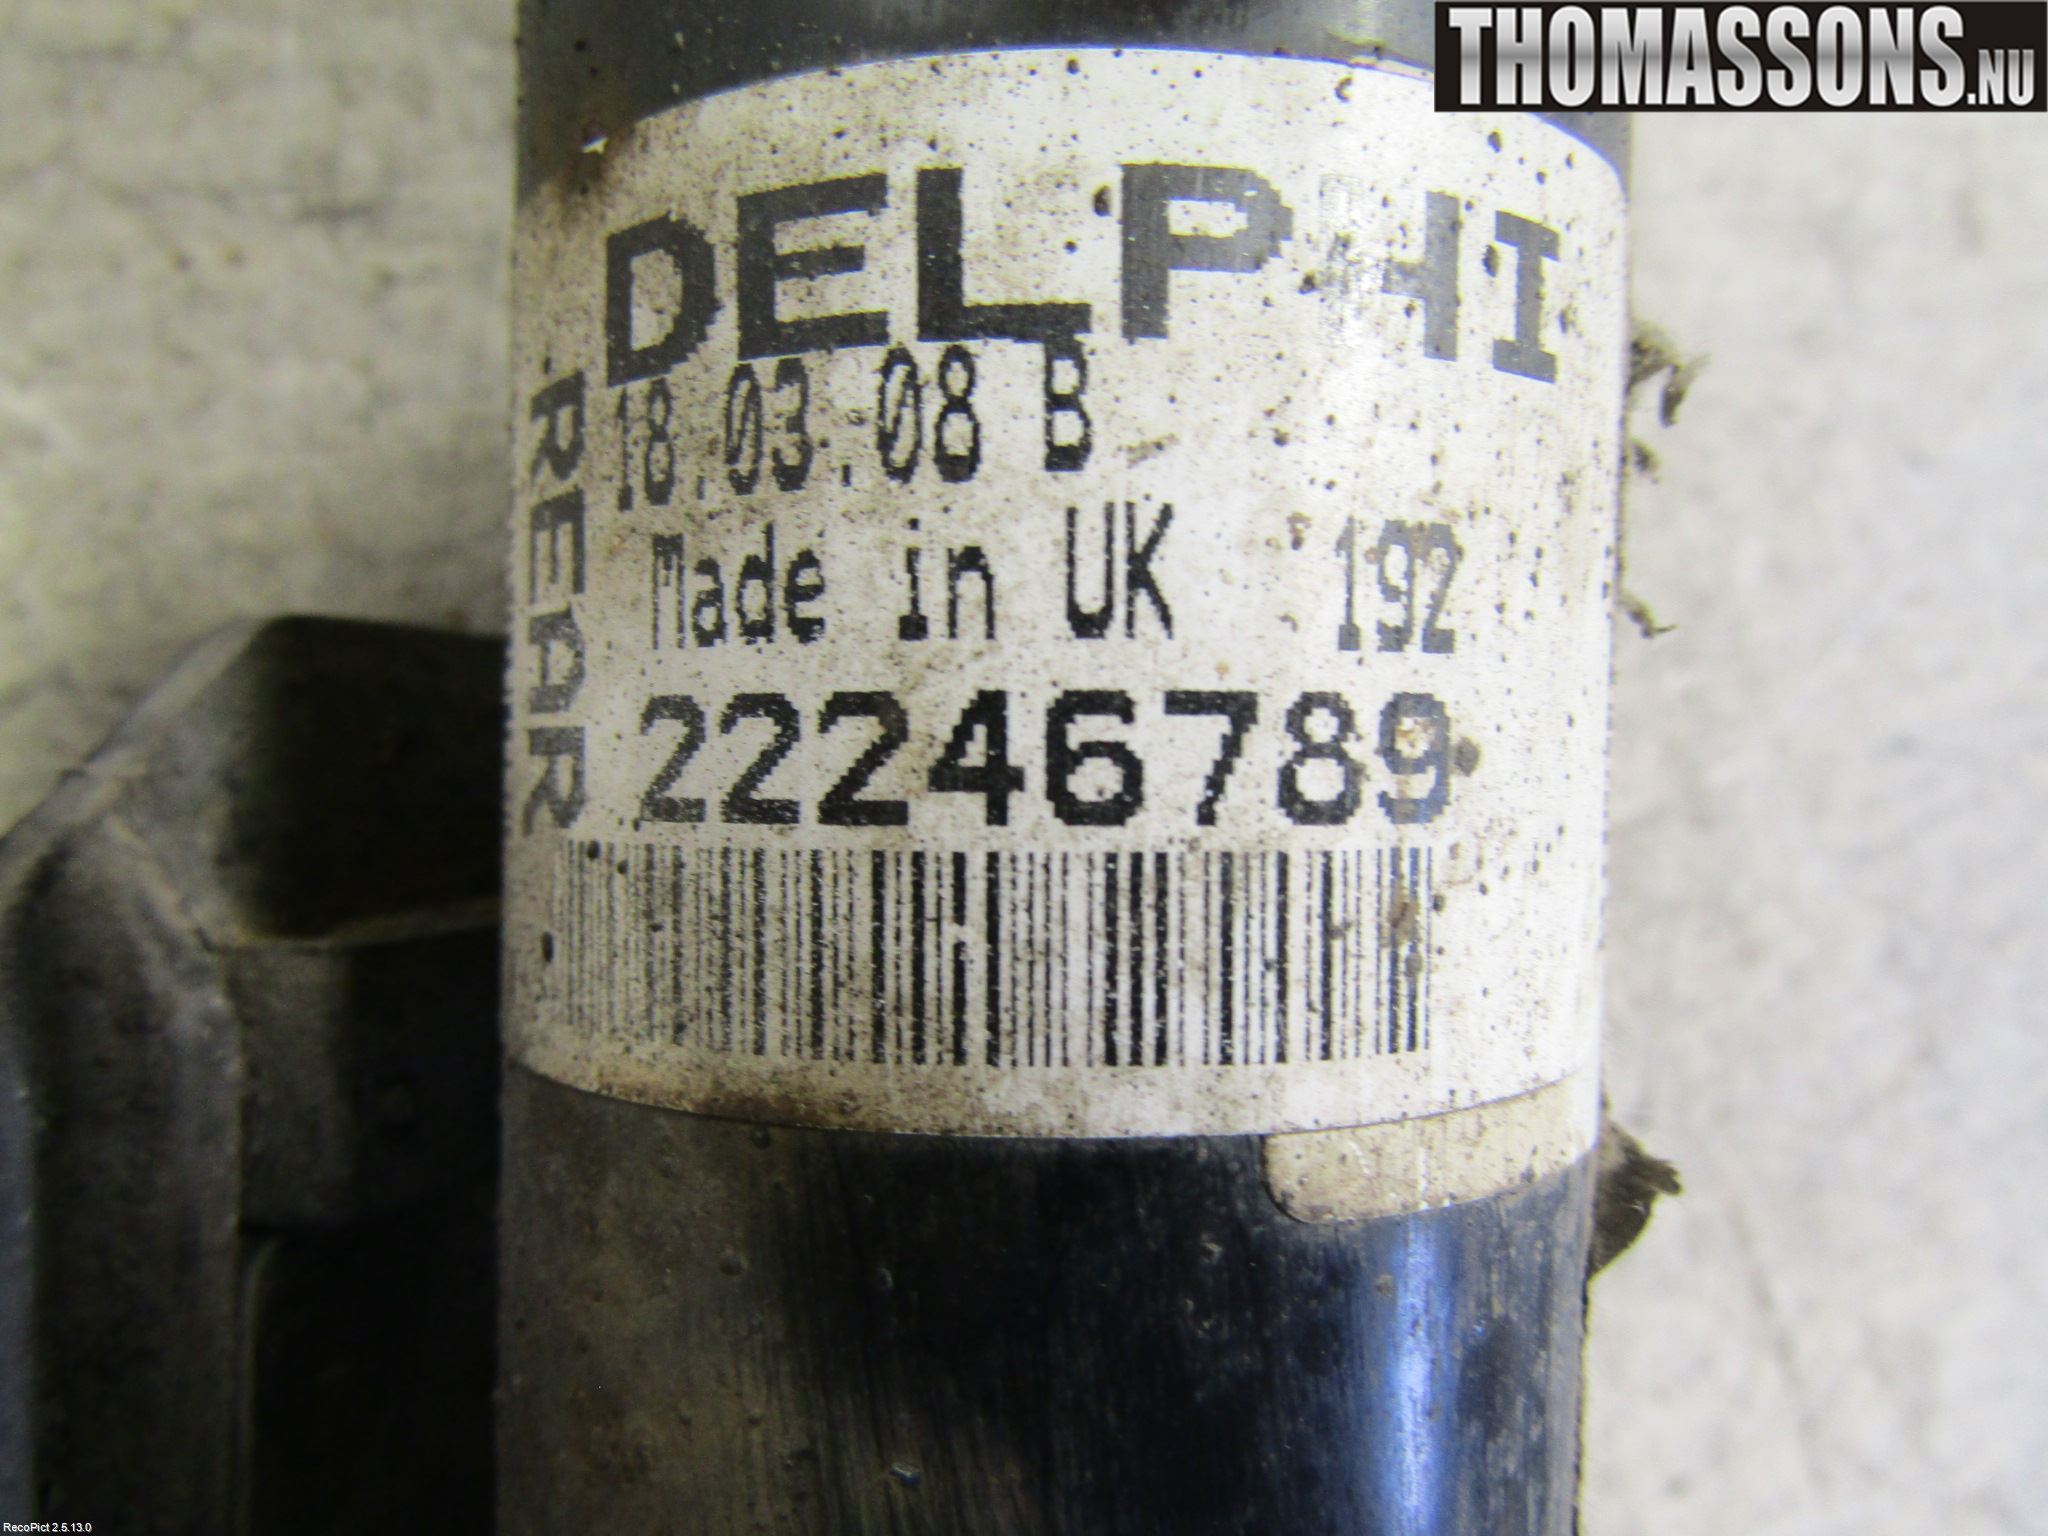 THOMASSONS.NU
DELPHI
18.03.08 B
Made in UK 192
22246789
REAR
RecoPict 2.5.13.0